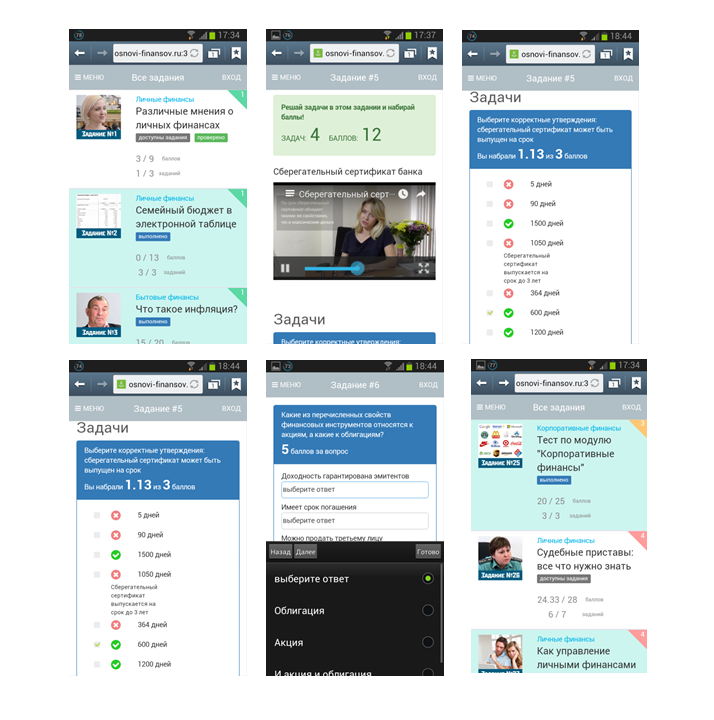 78
17:34
osnovi-finansov.ru:3
1
МЕНЮ
Все задания
ВХОД
Личные финансы
1
Различные мнения о
личных финансах
доступны задания
проверено
ЗАДАНИЕ №1
3 / 9 баллов
1 / 3 заданий
Личные финансы
1
Семейный бюджет в
электронной таблице
выполнено
ЗАДАНИЕ №2
0 / 13 баллов
3 / 3 заданий
Бытовые финансы
1
Что такое инфляция?
выполнено
ЗАДАНИЕ №3
15 / 20 баллов
76
17:37
osnovi-finansov.
1
МЕНЮ
Задание #5
ВХОД
Решай задачи в этом задании и набирай
баллы!
ЗАДАЧ: 4 БАЛЛОВ: 12
Сберегательный сертификат банка
Сберегательный серт…
Задачи
Выберите корректные утверждения:
74
18:44
osnovi-finansov.
1
МЕНЮ
Задание #5
ВХОД
Задачи
Выберите корректные утверждения:
сберегательный сертификат может быть
выпущен на срок
Вы набрали 1.13 из 3 баллов
5 дней
90 дней
1500 дней
1050 дней
Сберегательный
сертификат
выпускается на
срок до 3 лет
364 дней
600 дней
1200 дней
74
18:44
osnovi-finansov.
1
МЕНЮ
Задание #5
ВХОД
Задачи
Выберите корректные утверждения:
сберегательный сертификат может быть
выпущен на срок
Вы набрали 1.13 из 3 баллов
5 дней
90 дней
1500 дней
1050 дней
Сберегательный
сертификат
выпускается на
срок до 3 лет
364 дней
600 дней
1200 дней
73
18:44
МЕНЮ
Задание #6
ВХОД
Какие из перечисленных свойств
финансовых инструментов относятся к
акциям, а какие к облигациям?
5 баллов за вопрос
Доходность гарантирована эмитентов
выберите ответ
Имеет срок погашения
выберите ответ
Можно продать третьему лицу
Назад
Далее
Готово
выберите ответ
Облигация
Акция
И акция и облигация
77
17:34
osnovi-finansov.ru:3
1
МЕНЮ
Все задания
ВХОД
Корпоративные финансы
3
Тест по модулю
"Корпоративные
финансы"
выполнено
ЗАДАНИЕ №25
20 / 25 баллов
3 / 3 заданий
Личные финансы
4
Судебные приставы:
все что нужно знать
доступны задания
ЗАДАНИЕ №26
24.33 / 28 баллов
6 / 7 заданий
Личные финансы
4
Как управление
личными финансами